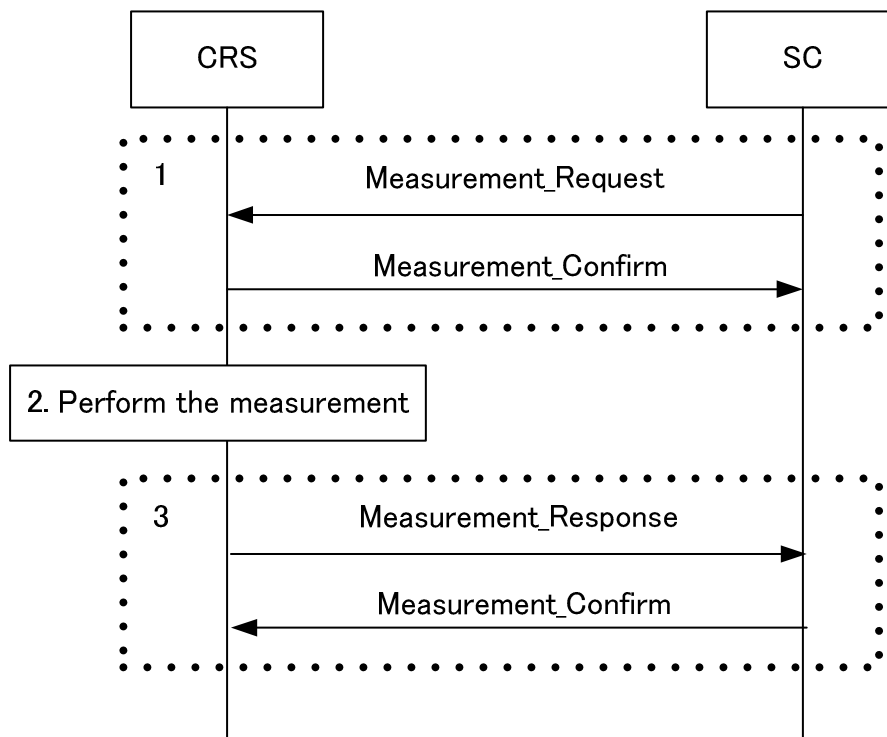 CRS
SC
1
Measurement_Request
Measurement_Confirm
2. Perform the measurement
3
Measurement_Response
Measurement_Confirm